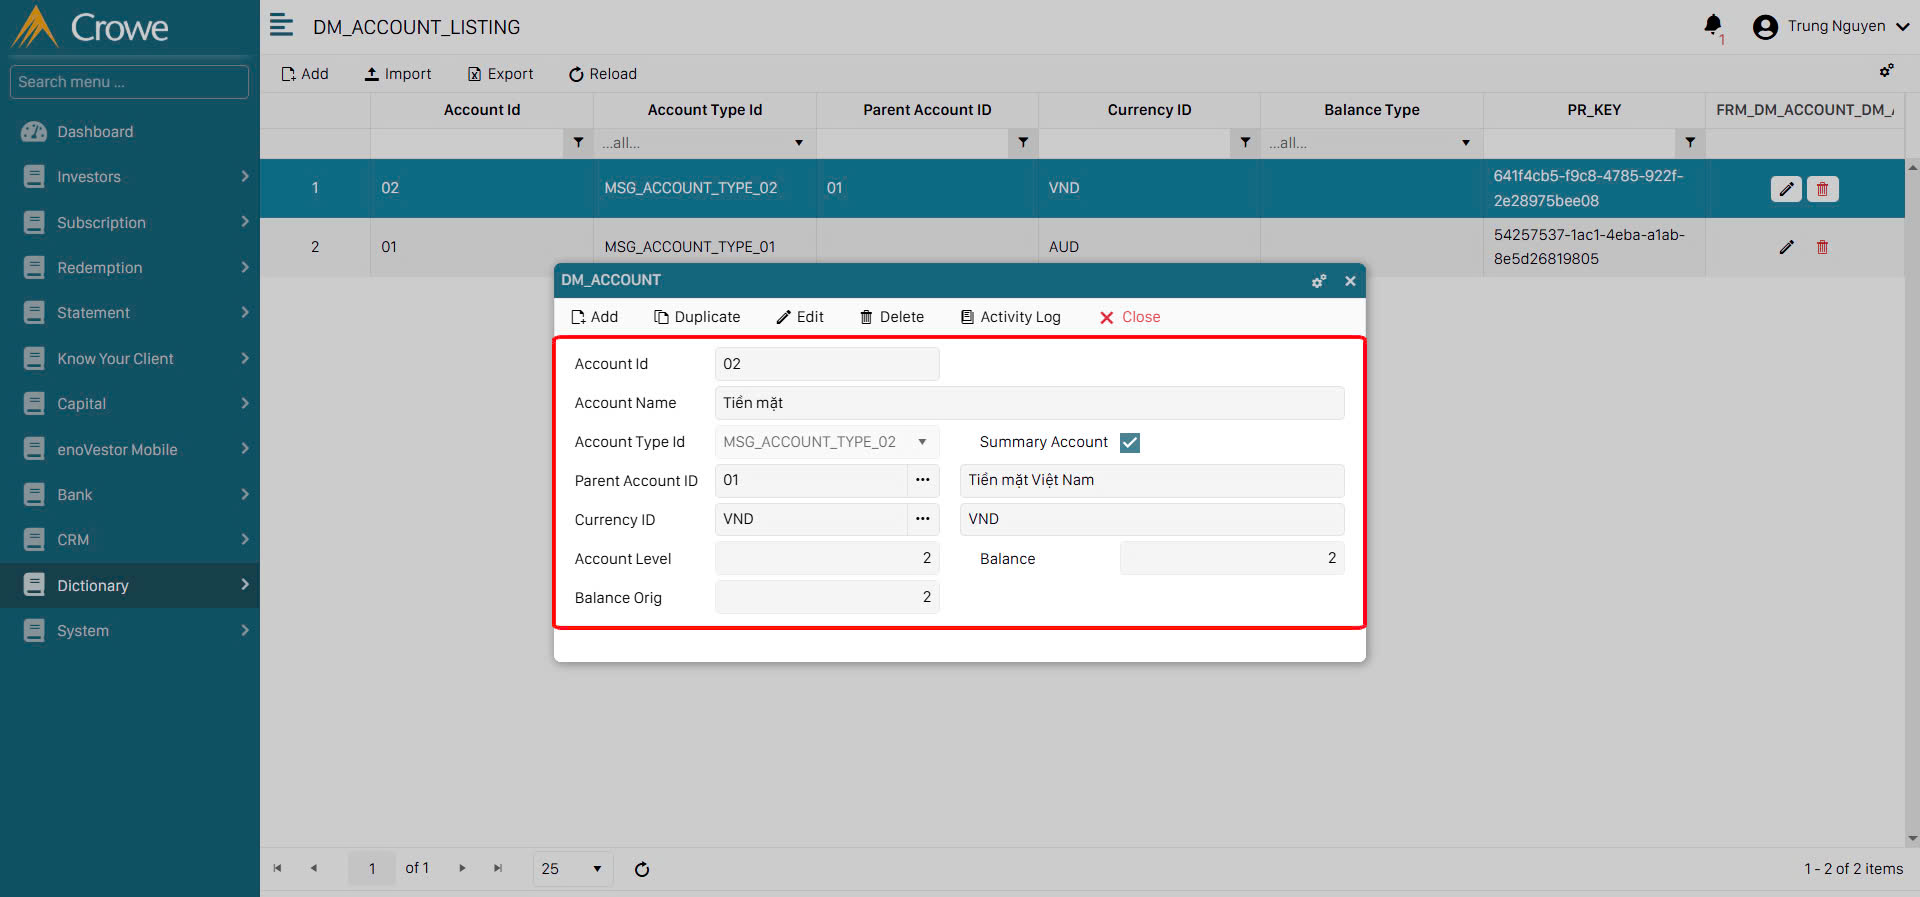 Crowe
DM_ACCOUNT_LISTING
1
Trung Nguyen
Search menu ...
Dashboard
Investors
Subscription
Redemption
Statement
Know Your Client
Capital
enoVestor Mobile
Bank
CRM
Dictionary
System
Add Import Export Reload
Account Id Account Type Id Parent Account ID Currency ID Balance Type PR_KEY FRM_DM_ACCOUNT_DM_
...all... ...all...
1 02 MSG_ACCOUNT_TYPE_02 01 VND 641f4cb5-f9c8-4785-922f-
2e28975bee08
2 01 MSG_ACCOUNT_TYPE_01 AUD 54257537-1ac1-4eba-a1ab-
8e5d26819805
DM_ACCOUNT
Add Duplicate Edit Delete Activity Log Close
Account Id 02
Account Name Tiền mặt
Account Type Id MSG_ACCOUNT_TYPE_02 Summary Account
Parent Account ID 01 ••• Tiền mặt Việt Nam
Currency ID VND ••• VND
Account Level 2 Balance 2
Balance Orig 2
1 of 1 25 1 - 2 of 2 items